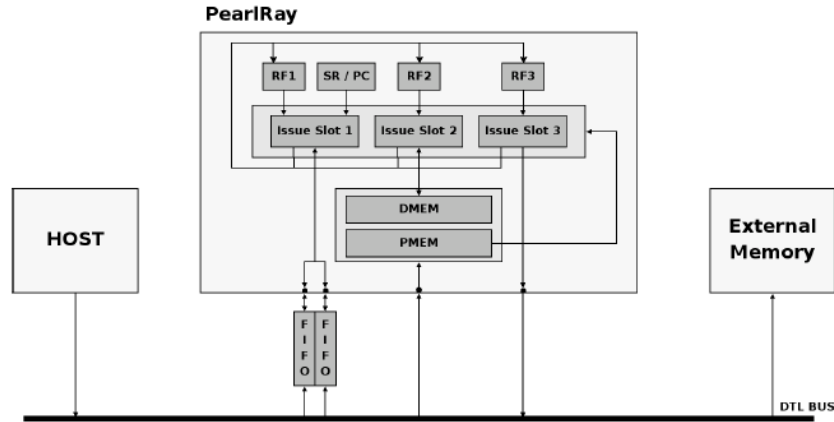 PearlRay
RF1
SR / PC
RF2
RF3
Issue Slot 1
Issue Slot 2
Issue Slot 3
DMEM
PMEM
HOST
External
Memory
F F
I I
F F
O O
DTL BUS